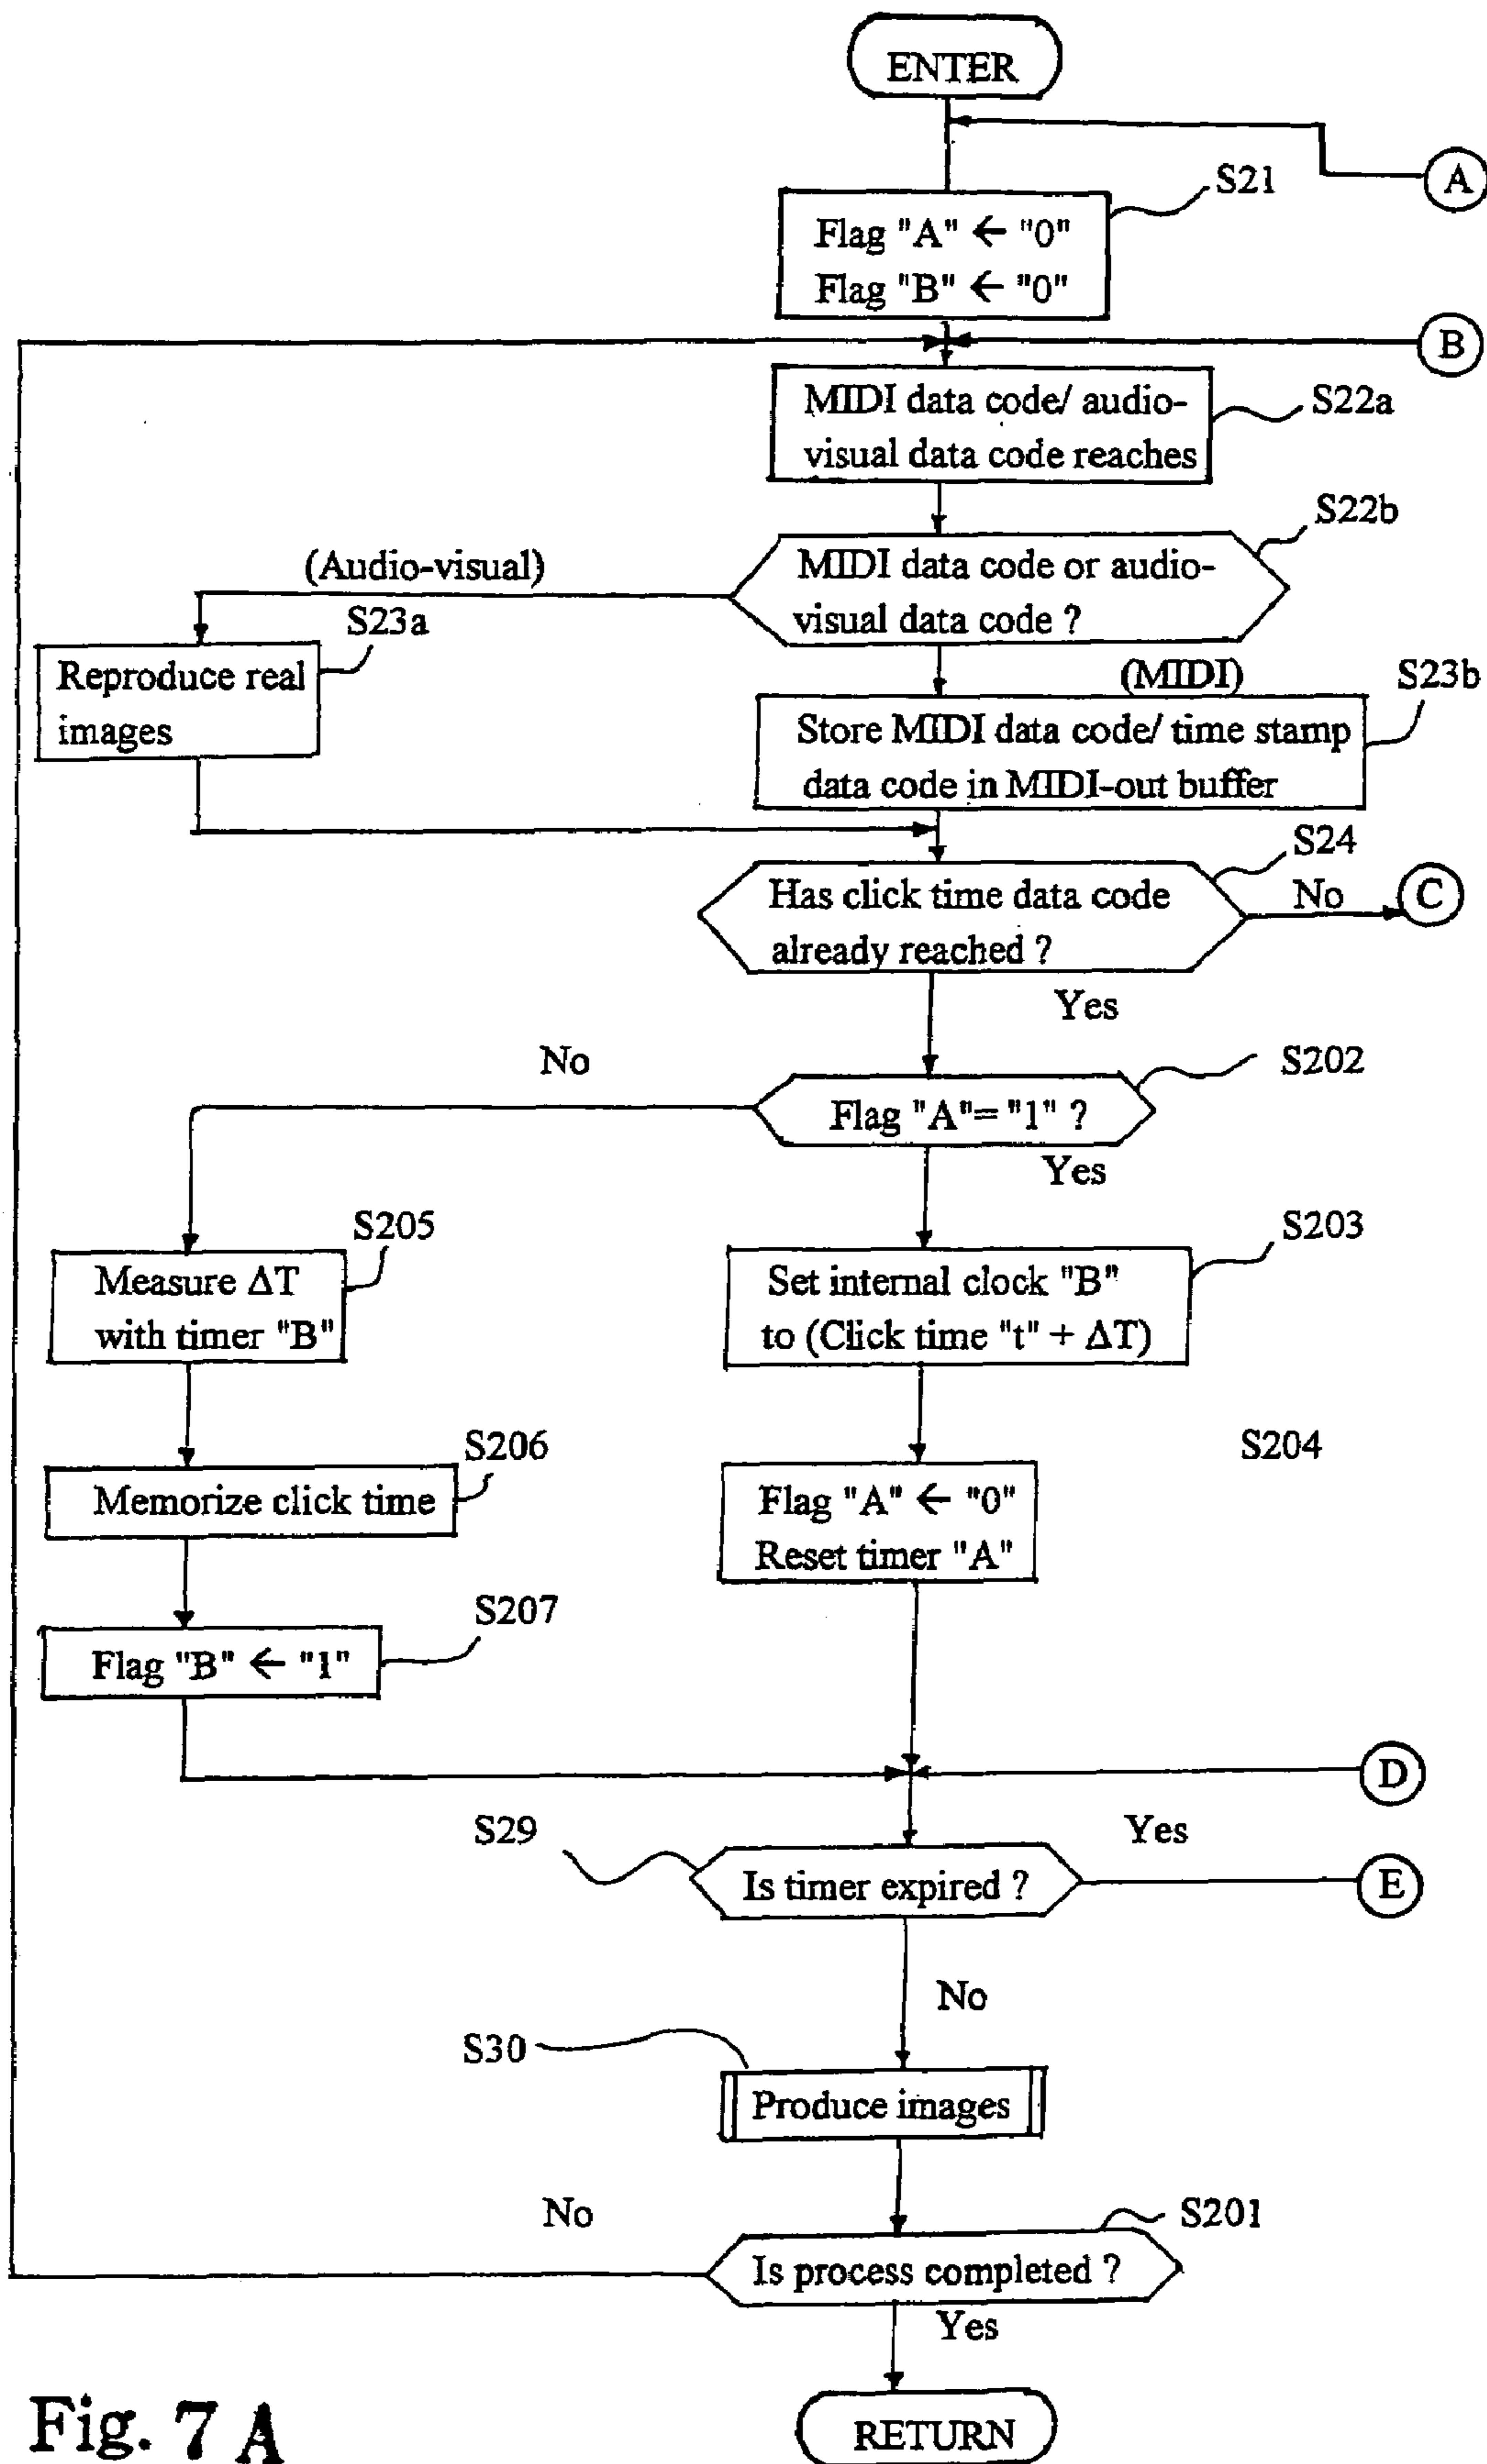 ENTER
A
S21
Flag "A" ← "0"
Flag "B" ← "0"
B
MIDI data code/ audio-
visual data code reaches
S22a
S22b
(Audio-visual)
MIDI data code or audio-
visual data code ?
S23a
Reproduce real
images
(MIDI)
S23b
Store MIDI data code/ time stamp
data code in MIDI-out buffer
S24
Has click time data code
already reached ?
No
C
Yes
No
S202
Flag "A"= "1" ?
Yes
S205
Measure ΔT
with timer "B"
S203
Set internal clock "B"
to (Click time "t" + ΔT)
S206
Memorize click time
S204
Flag "A" ← "0"
Reset timer "A"
S207
Flag "B" ← "1"
D
S29
Yes
Is timer expired ?
E
No
S30
Produce images
No
S201
Is process completed ?
Yes
RETURN
Fig. 7 A